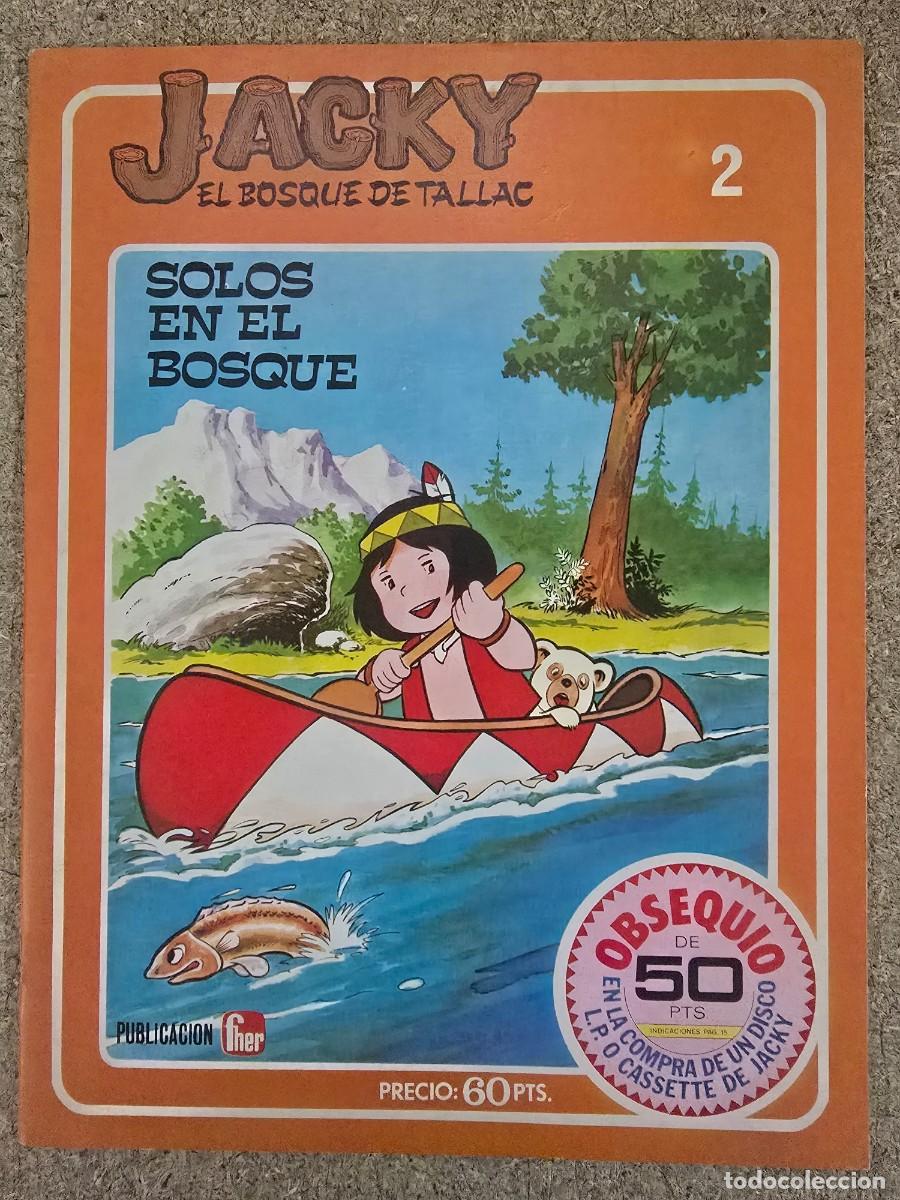 JACKY
EL BOSQUE DE TALLAC
2
SOLOS
EN EL
BOSQUE
OBSEQUIO
DE
50
PTS
INDICACIONES PAG. 15
EN LA COMPRA DE UN DISCO
L.P. O CASSETTE DE JACKY
PUBLICACION fher
PRECIO: 60 PTS.
todocoleccion